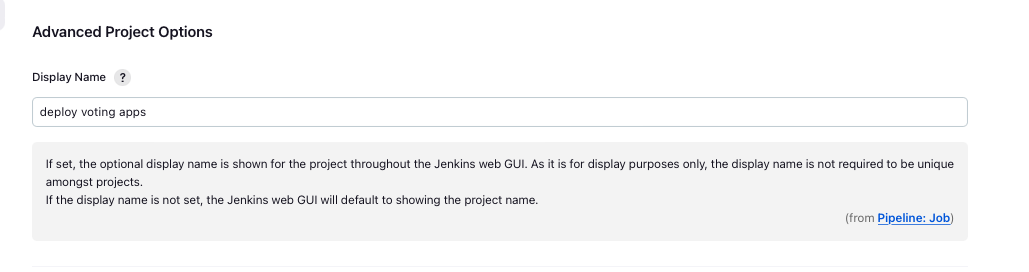 Advanced Project Options
Display Name ?
deploy voting apps
If set, the optional display name is shown for the project throughout the Jenkins web GUI. As it is for display purposes only, the display name is not required to be unique
amongst projects.
If the display name is not set, the Jenkins web GUI will default to showing the project name.
(from Pipeline: Job)